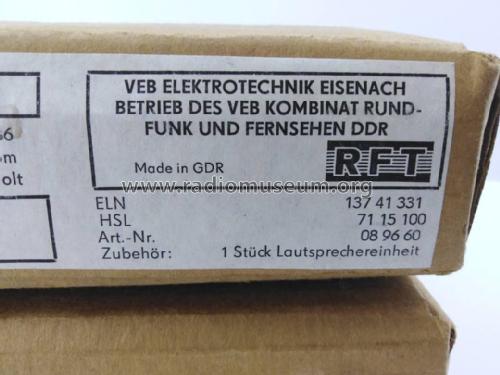 VEB ELEKTROTECHNIK EISENACH
BETRIEB DES VEB KOMBINAT RUND-
FUNK UND FERNSEHEN DDR
Made in GDR
RFT
www.radiomuseum.org
ELN 137 41 331
HSL 71 15 100
Art.-Nr. 08 96 60
Zubehör: 1 Stück Lautsprechereinheit